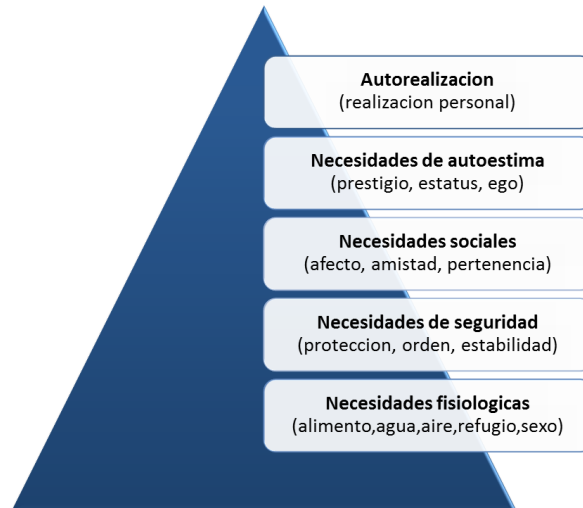 Autorealizacion
(realizacion personal)
Necesidades de autoestima
(prestigio, estatus, ego)
Necesidades sociales
(afecto, amistad, pertenencia)
Necesidades de seguridad
(proteccion, orden, estabilidad)
Necesidades fisiologicas
(alimento,agua,aire,refugio,sexo)